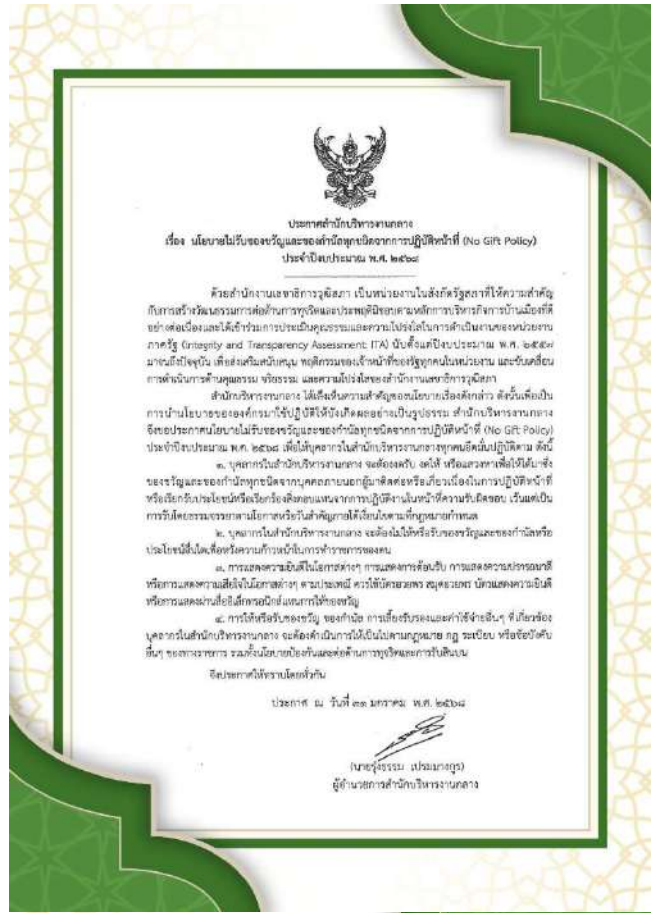 ประกาศสำนักบริหารงานกลาง
เรื่อง นโยบายไม่รับของขวัญและของกำนัลทุกชนิดจากการปฏิบัติหน้าที่ (No Gift Policy)
ประจำปีงบประมาณ พ.ศ. ๒๕๖๘
ด้วยสำนักงานเลขาธิการวุฒิสภา เป็นหน่วยงานในสังกัดรัฐสภาที่ให้ความสำคัญ
กับการสร้างวัฒนธรรมการต่อต้านการทุจริตและประพฤติมิชอบตามหลักการบริหารกิจการบ้านเมืองที่ดี
อย่างต่อเนื่องและได้เข้าร่วมการประเมินคุณธรรมและความโปร่งใสในการดำเนินงานของหน่วยงาน
ภาครัฐ (Integrity and Transparency Assessment: ITA) นับตั้งแต่ปีงบประมาณ พ.ศ. ๒๕๕๗
มาจนถึงปัจจุบัน เพื่อส่งเสริมสนับสนุน พฤติกรรมของเจ้าหน้าที่ของรัฐทุกคนในหน่วยงาน และขับเคลื่อน
การดำเนินการด้านคุณธรรม จริยธรรม และความโปร่งใสของสำนักงานเลขาธิการวุฒิสภา
สำนักบริหารงานกลาง ได้เล็งเห็นความสำคัญของนโยบายเรื่องดังกล่าว ดังนั้นเพื่อเป็น
การนำนโยบายขององค์กรมาใช้ปฏิบัติให้บังเกิดผลอย่างเป็นรูปธรรม สำนักบริหารงานกลาง
จึงขอประกาศนโยบายไม่รับของขวัญและของกำนัลทุกชนิดจากการปฏิบัติหน้าที่ (No Gift Policy)
ประจำปีงบประมาณ พ.ศ. ๒๕๖๘ เพื่อให้บุคลากรในสำนักบริหารงานกลางทุกคนยึดมั่นปฏิบัติตาม ดังนี้
๑. บุคลากรในสำนักบริหารงานกลาง จะต้องงดรับ งดให้ หรือแสวงหาเพื่อให้ได้มาซึ่ง
ของขวัญและของกำนัลทุกชนิดจากบุคคลภายนอกผู้มาติดต่อหรือเกี่ยวเนื่องในการปฏิบัติหน้าที่
หรือเรียกรับประโยชน์หรือเรียกร้องสิ่งตอบแทนจากการปฏิบัติงานในหน้าที่ความรับผิดชอบ เว้นแต่เป็น
การรับโดยธรรมจรรยาตามโอกาสหรือวันสำคัญภายใต้เงื่อนไขตามที่กฎหมายกำหนด
๒. บุคลากรในสำนักบริหารงานกลาง จะต้องไม่ให้หรือรับของขวัญและของกำนัลหรือ
ประโยชน์อื่นใดเพื่อหวังความก้าวหน้าในการทำราชการของตน
๓. การแสดงความยินดีในโอกาสต่างๆ การแสดงการต้อนรับ การแสดงความปรารถนาดี
หรือการแสดงความเสียใจในโอกาสต่างๆ ตามประเพณี ควรใช้บัตรอวยพร สมุดอวยพร บัตรแสดงความยินดี
หรือการแสดงผ่านสื่ออิเล็กทรอนิกส์แทนการให้ของขวัญ
๔. การให้หรือรับของขวัญ ของกำนัล การเลี้ยงรับรองและค่าใช้จ่ายอื่นๆ ที่เกี่ยวข้อง
บุคลากรในสำนักบริหารงานกลาง จะต้องดำเนินการให้เป็นไปตามกฎหมาย กฎ ระเบียบ หรือข้อบังคับ
อื่นๆ ของทางราชการ รวมทั้งนโยบายป้องกันและต่อต้านการทุจริตและการรับสินบน
จึงประกาศให้ทราบโดยทั่วกัน
ประกาศ ณ วันที่ ๓๑ มกราคม พ.ศ. ๒๕๖๘
(นายรุ่งธรรม เปรมมางกูร)
ผู้อำนวยการสำนักบริหารงานกลาง